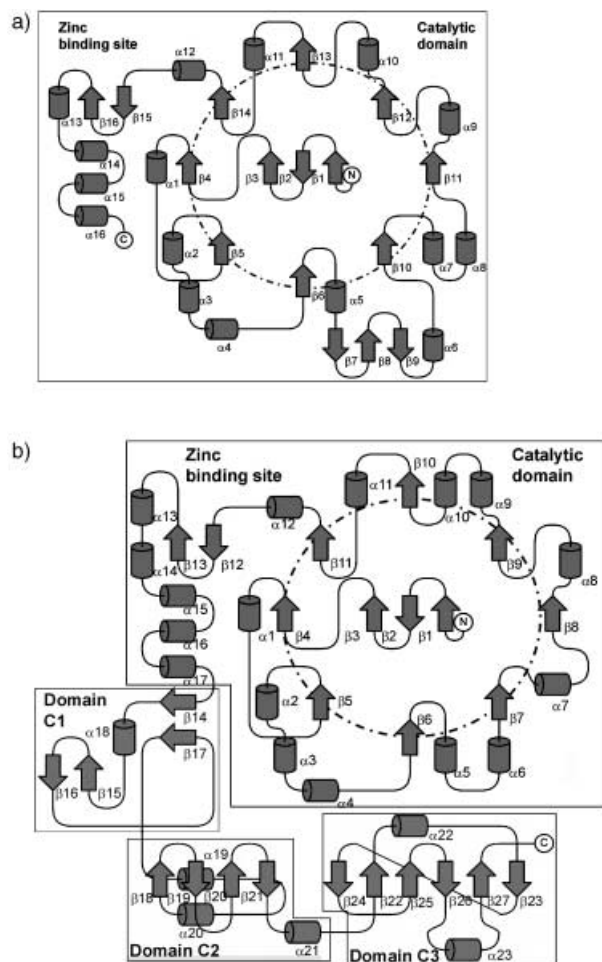 a)
Zinc
binding site
Catalytic
domain
α12
α11
β13
α10
α13
β16
β15
β14
β12
α9
α14
α1
β4
β3
β2
β1
N
β11
α15
α16
C
α2
β5
β10
α7
α8
α3
β6
α5
α4
β7
β8
β9
α6
b)
Zinc
binding site
Catalytic
domain
β10
α11
α10
α9
α13
α12
β13
β12
β11
β9
α8
α14
α15
α1
β4
β3
β2
β1
N
β8
α16
α17
α2
β5
β6
β7
α7
Domain
C1
α18
β14
β17
α3
α5
α6
α4
β16
β15
α19
α22
C
β18
β19
β20
β21
β24
β22
β25
β26
β27
β23
α20
α21
Domain C2
Domain C3
α23